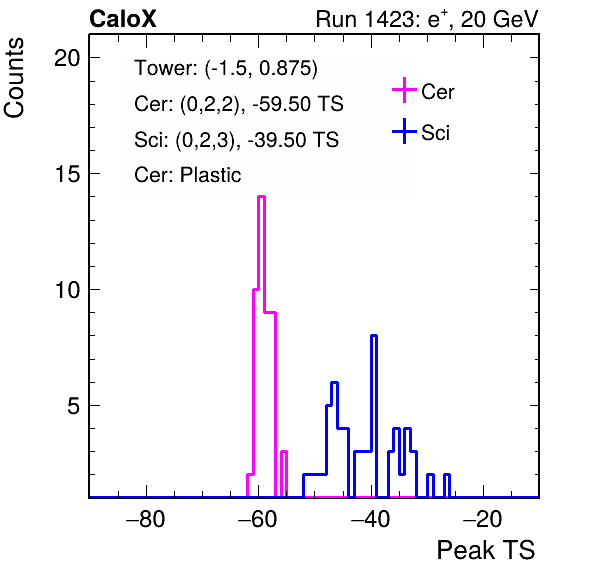 CaloX Run 1423: e⁺, 20 GeV
Counts
20
15
10
5
Tower: (-1.5, 0.875)
Cer: (0,2,2), -59.50 TS
Sci: (0,2,3), -39.50 TS
Cer: Plastic
Cer
Sci
−80 −60 −40 −20
Peak TS